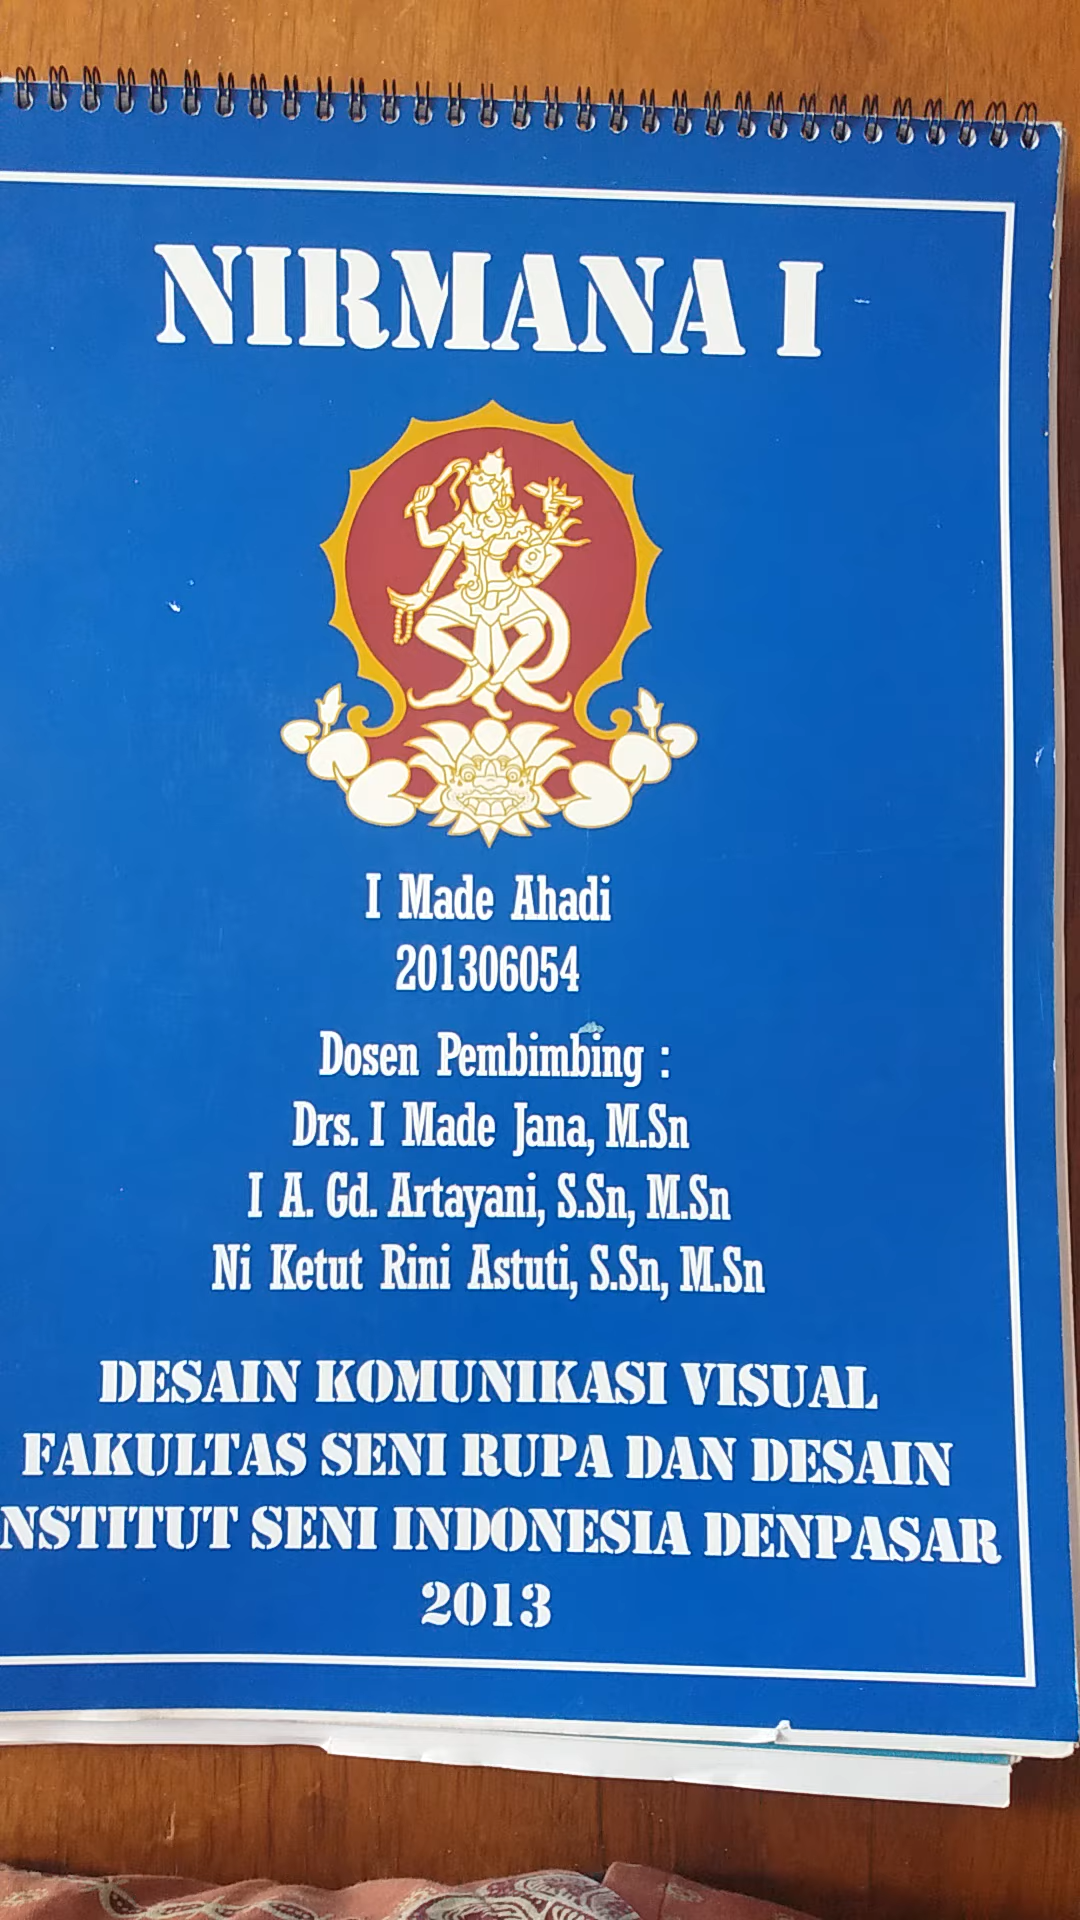 NIRMANA I
I Made Ahadi
201306054
Dosen Pembimbing :
Drs. I Made Jana, M.Sn
I A. Gd. Artayani, S.Sn, M.Sn
Ni Ketut Rini Astuti, S.Sn, M.Sn
DESAIN KOMUNIKASI VISUAL
FAKULTAS SENI RUPA DAN DESAIN
NSTITUT SENI INDONESIA DENPASAR
2013